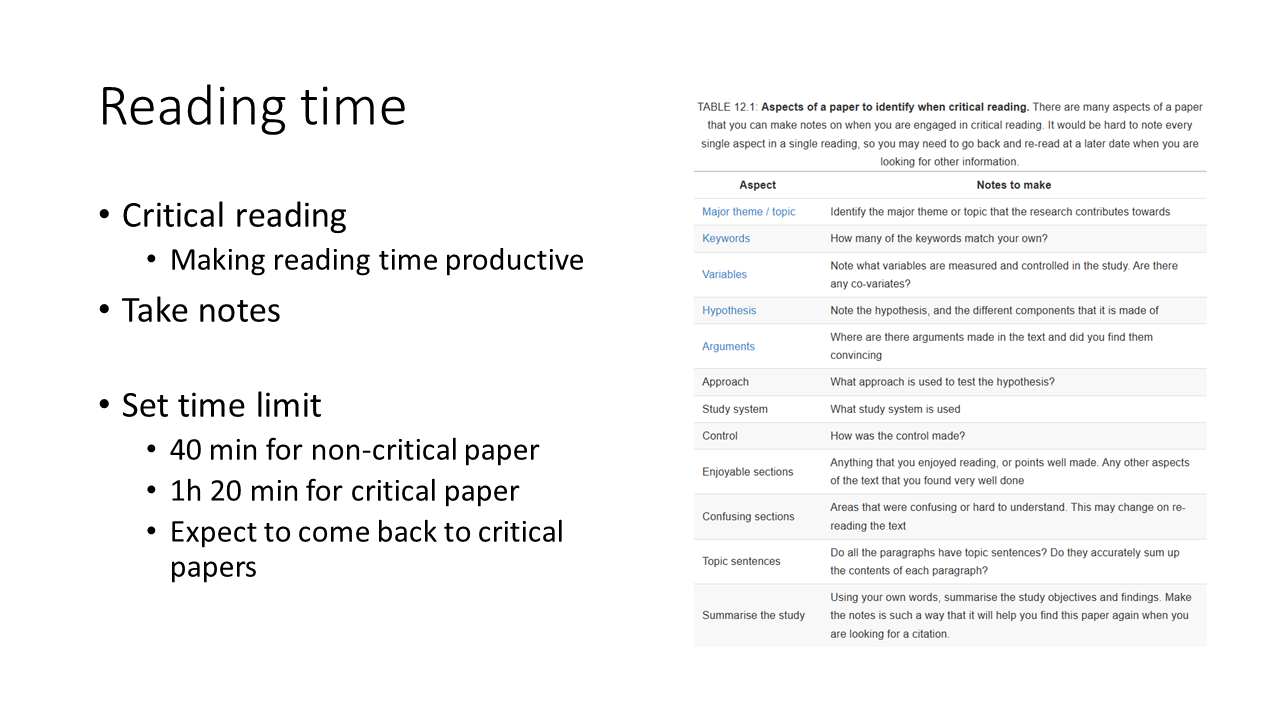 Reading time
• Critical reading
• Making reading time productive
• Take notes
• Set time limit
• 40 min for non-critical paper
• 1h 20 min for critical paper
• Expect to come back to critical
papers
TABLE 12.1: Aspects of a paper to identify when critical reading. There are many aspects of a paper
that you can make notes on when you are engaged in critical reading. It would be hard to note every
single aspect in a single reading, so you may need to go back and re-read at a later date when you are
looking for other information.
Aspect Notes to make
Major theme / topic Identify the major theme or topic that the research contributes towards
Keywords How many of the keywords match your own?
Variables Note what variables are measured and controlled in the study. Are there
any co-variates?
Hypothesis Note the hypothesis, and the different components that it is made of
Arguments Where are there arguments made in the text and did you find them
convincing
Approach What approach is used to test the hypothesis?
Study system What study system is used
Control How was the control made?
Enjoyable sections Anything that you enjoyed reading, or points well made. Any other aspects
of the text that you found very well done
Confusing sections Areas that were confusing or hard to understand. This may change on re-
reading the text
Topic sentences Do all the paragraphs have topic sentences? Do they accurately sum up
the contents of each paragraph?
Summarise the study Using your own words, summarise the study objectives and findings. Make
the notes is such a way that it will help you find this paper again when you
are looking for a citation.